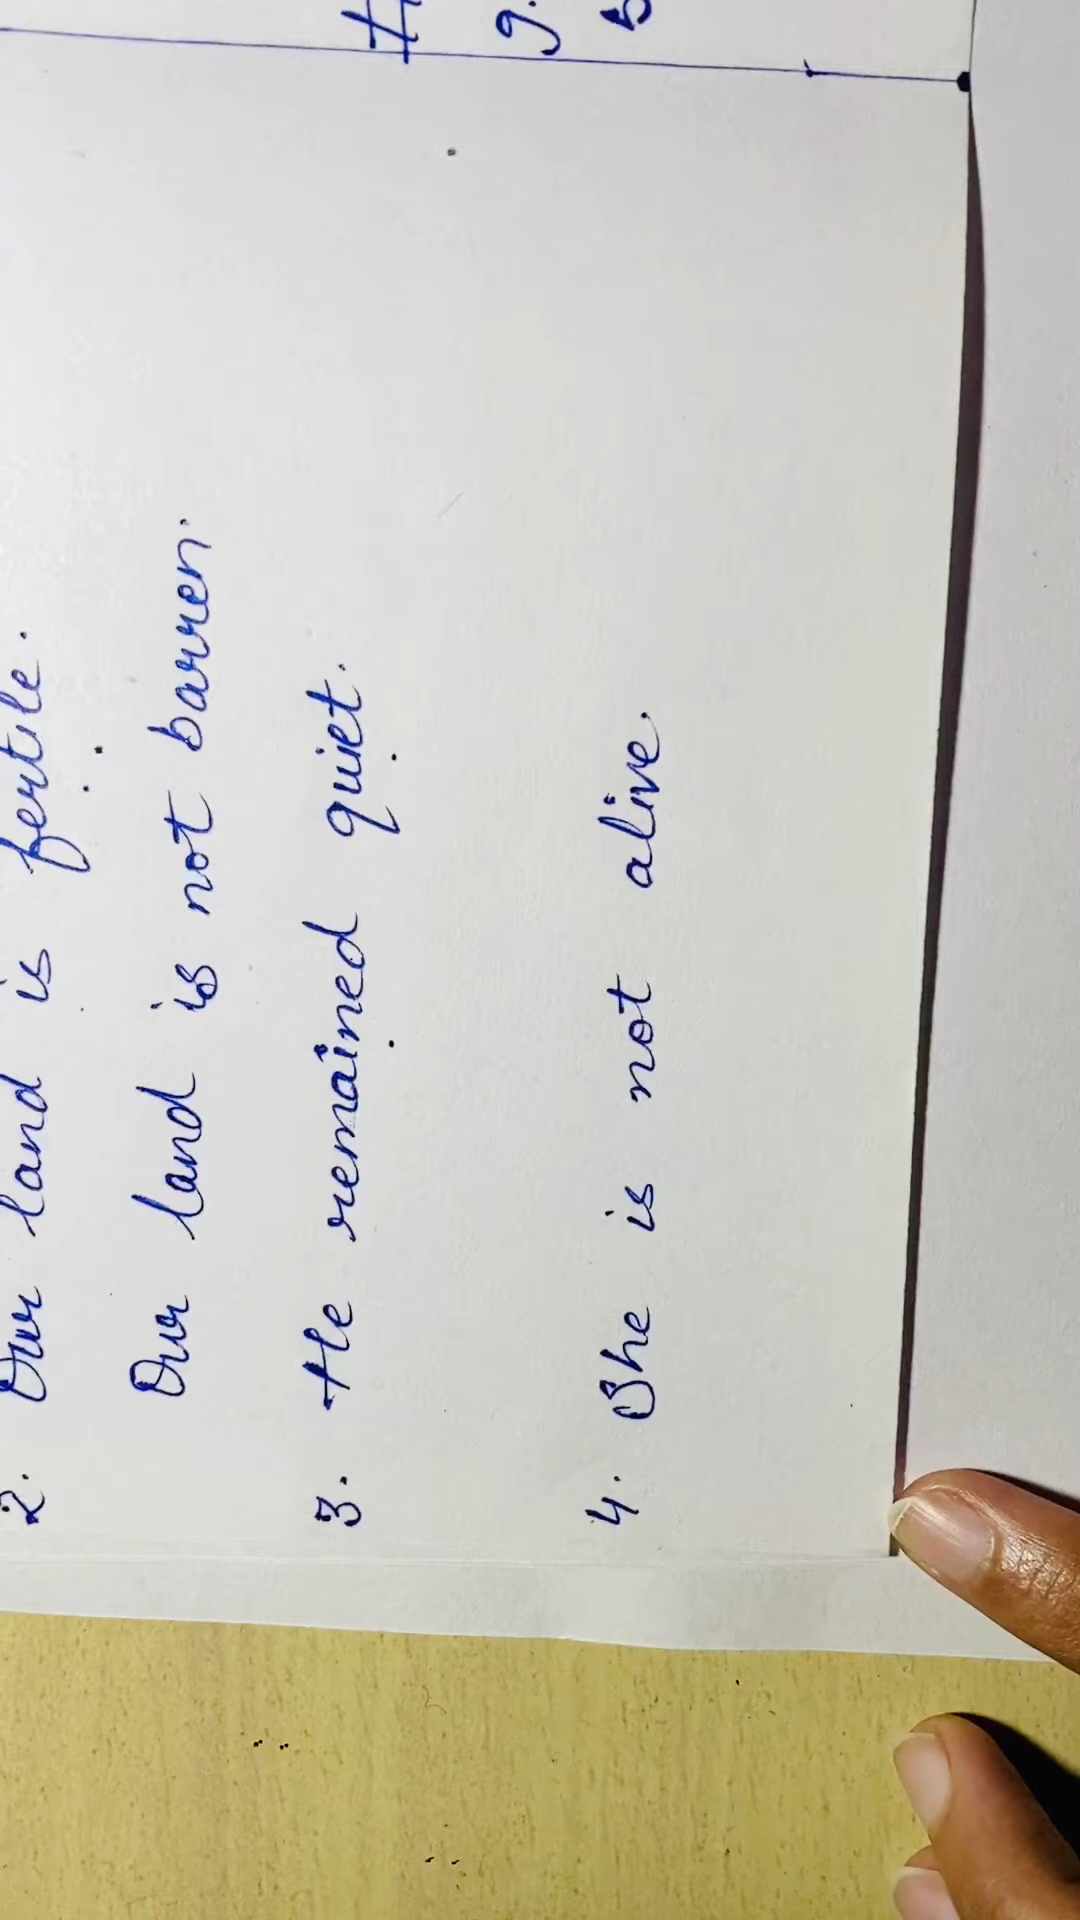 2. Our land is fertile.
Our land is not barren.
3. He remained quiet.
4. She is not alive.